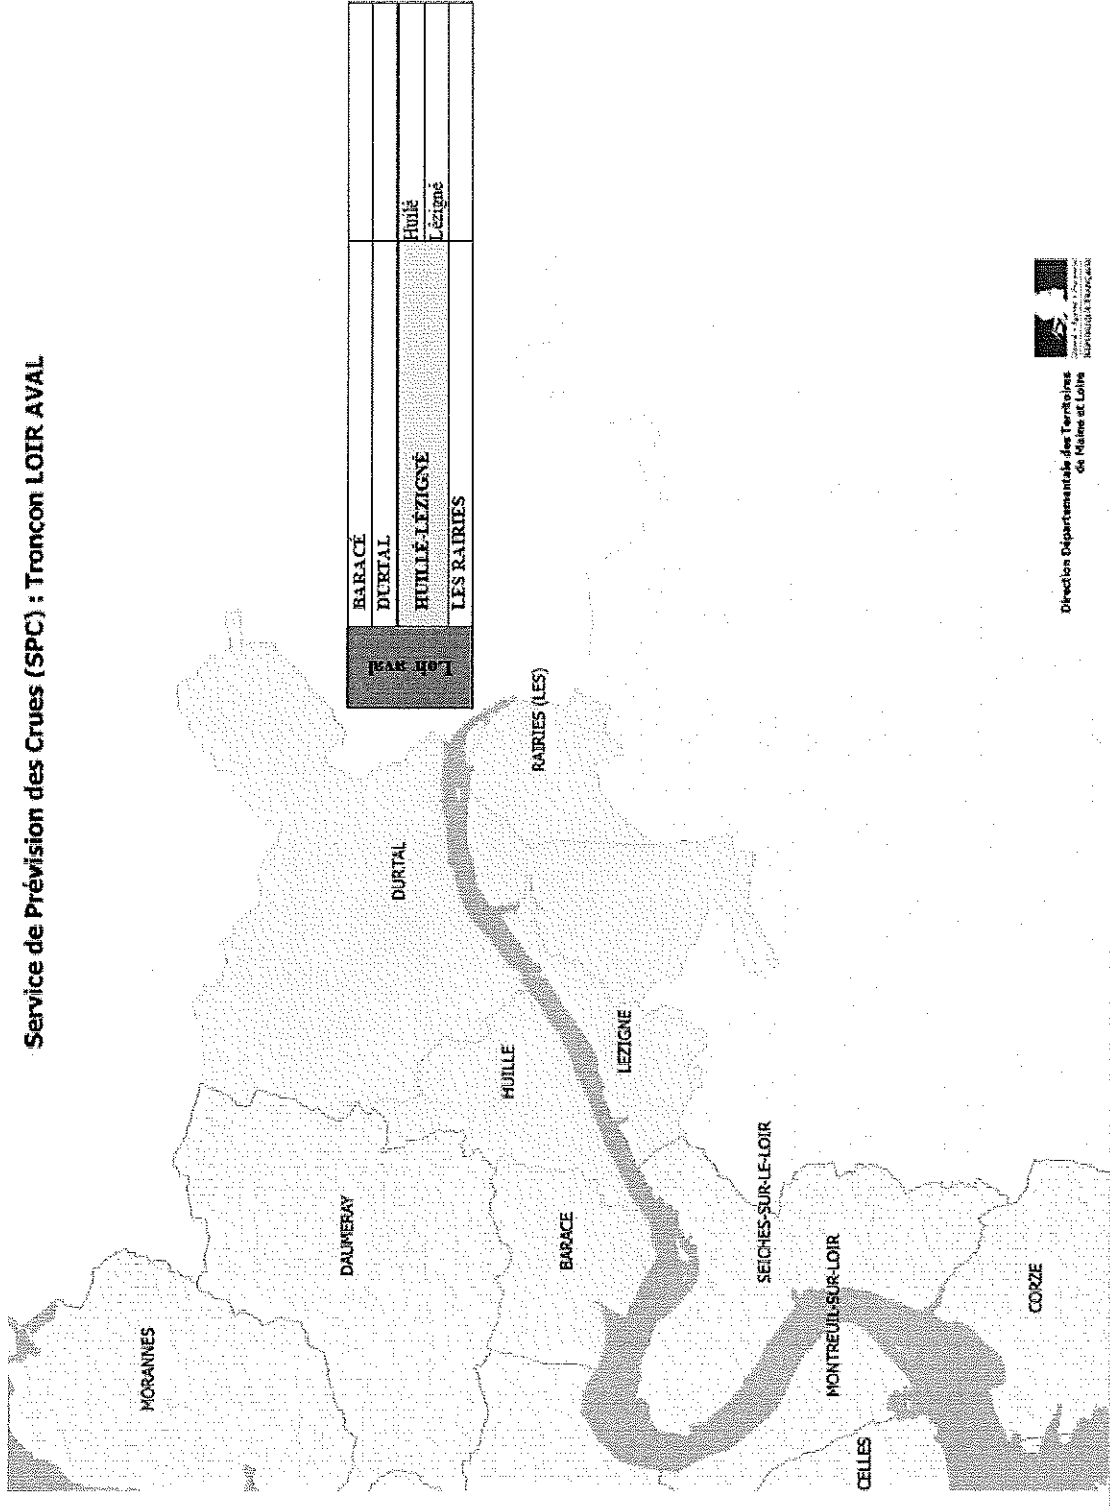 Service de Prévision des Crues (SPC) : Tronçon LOIR AVAL
Loir aval
BARACÉ
DURTAL
HUILLÉ-LÉZIGNÉ
Huillé
Lézigné
LES RAIRIES
MORANNES
DAUMERAY
DURTAL
HUILLE
BARACE
RAIRIES (LES)
LEZIGNE
SEICHES-SUR-LE-LOIR
MONTREUIL-SUR-LOIR
CELLES
CORZE
Direction Départementale des Territoires
de Maine et Loire
RÉPUBLIQUE FRANÇAISE